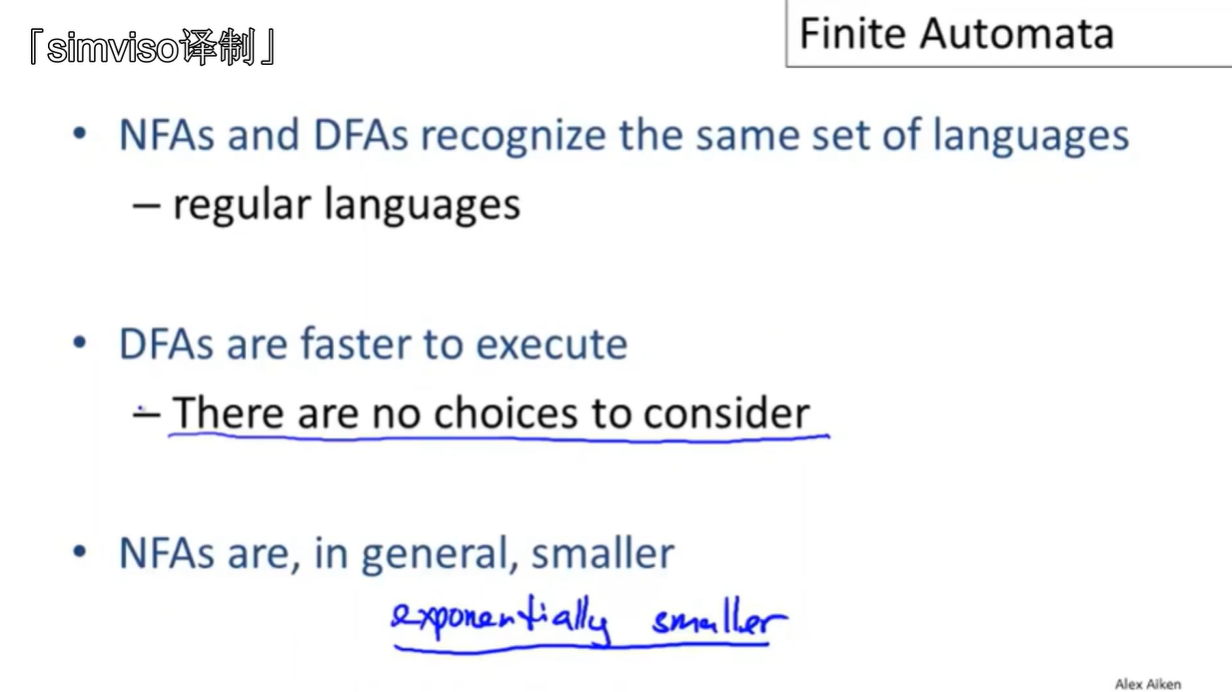 「simviso译制」
Finite Automata
• NFAs and DFAs recognize the same set of languages
– regular languages
• DFAs are faster to execute
– There are no choices to consider
• NFAs are, in general, smaller
exponentially smaller
Alex Aiken